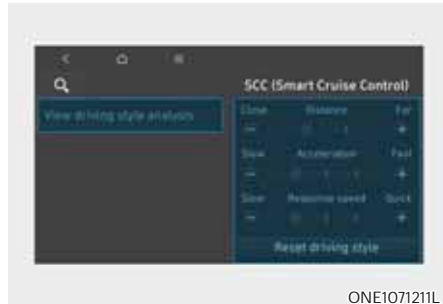 SCC (Smart Cruise Control)
View driving style analysis
Close Distance Far
Slow Acceleration Fast
Slow Response speed Quick
Reset driving style
ONE1071211L